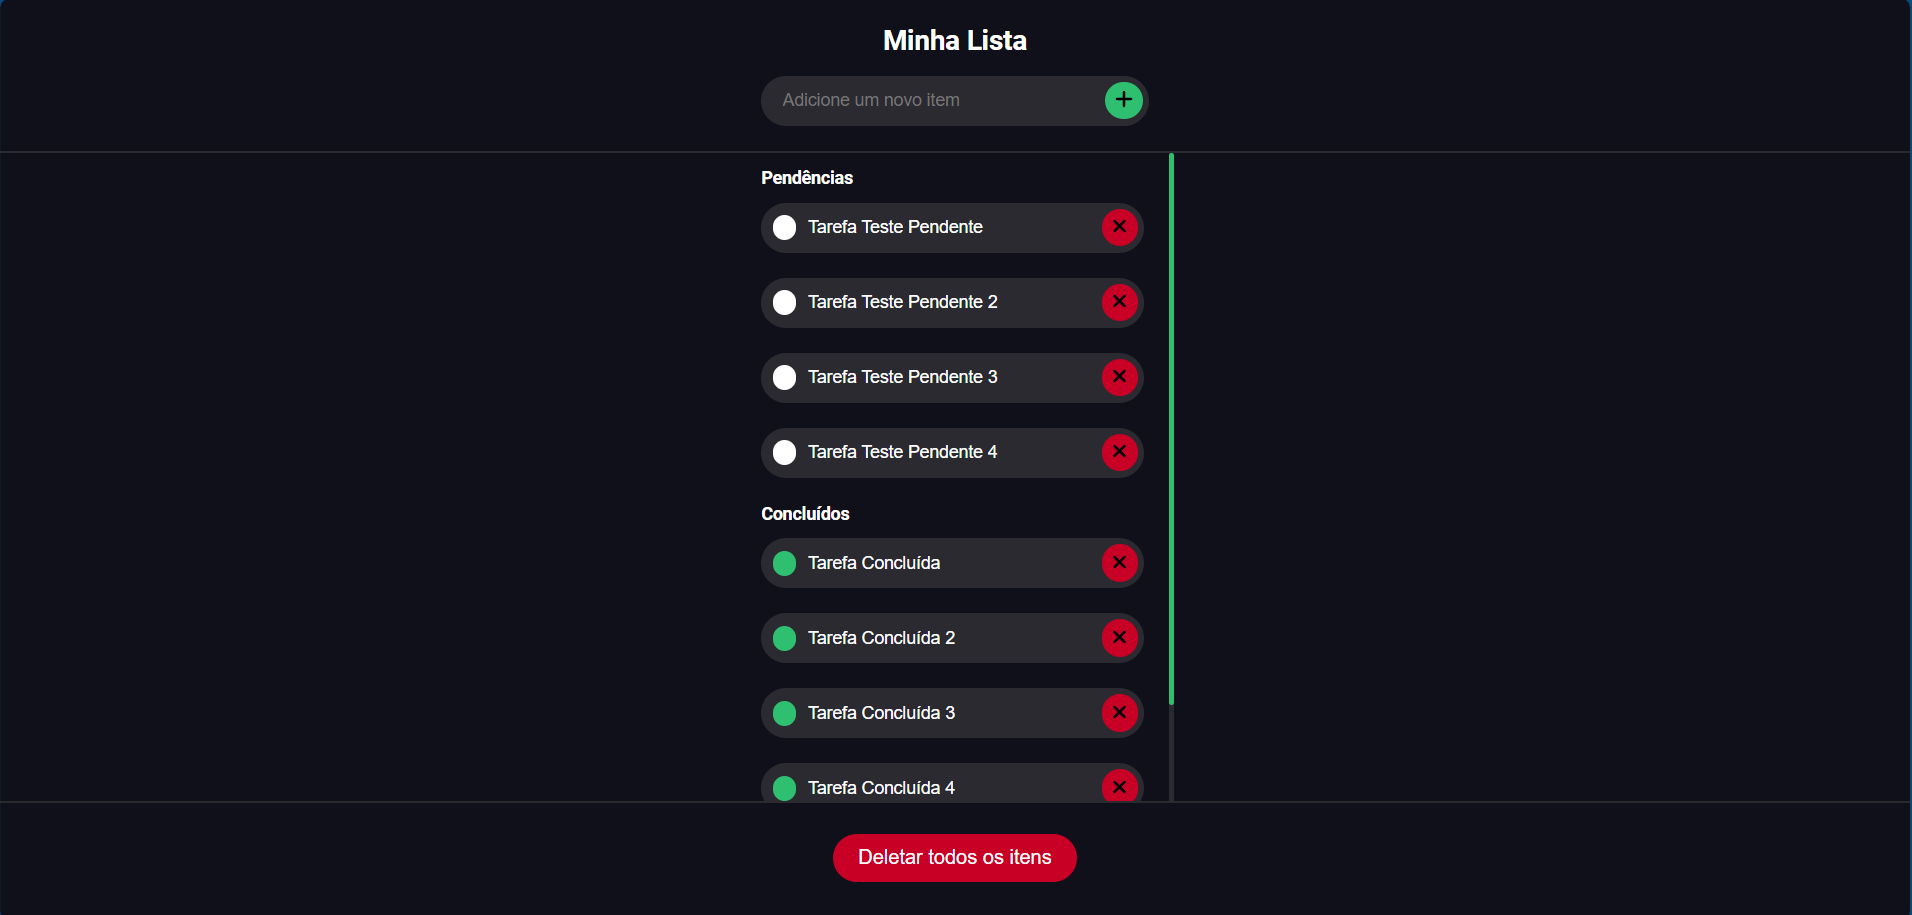 Minha Lista
Adicione um novo item
Pendências
Tarefa Teste Pendente
Tarefa Teste Pendente 2
Tarefa Teste Pendente 3
Tarefa Teste Pendente 4
Concluídos
Tarefa Concluída
Tarefa Concluída 2
Tarefa Concluída 3
Tarefa Concluída 4
Deletar todos os itens